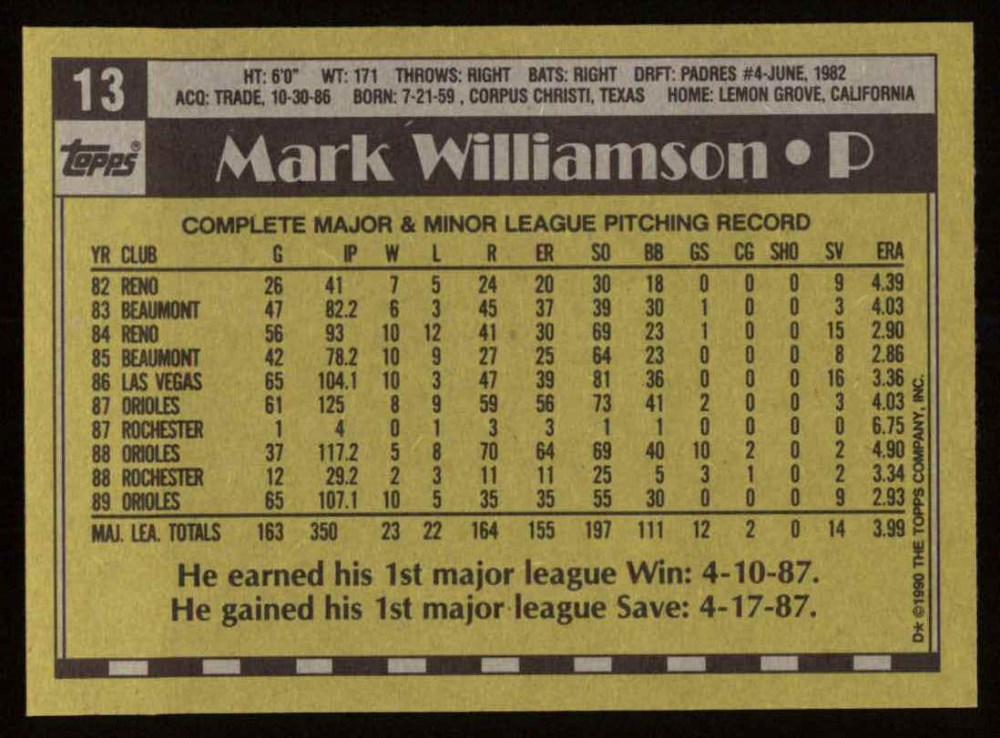 13
HT: 6'0" WT: 171 THROWS: RIGHT BATS: RIGHT DRFT: PADRES #4-JUNE, 1982
ACQ: TRADE, 10-30-86 BORN: 7-21-59 , CORPUS CHRISTI, TEXAS HOME: LEMON GROVE, CALIFORNIA
topps®
Mark Williamson • P
COMPLETE MAJOR & MINOR LEAGUE PITCHING RECORD
YR CLUB G IP W L R ER SO BB GS CG SHO SV ERA
82 RENO 26 41 7 5 24 20 30 18 0 0 0 9 4.39
83 BEAUMONT 47 82.2 6 3 45 37 39 30 1 0 0 3 4.03
84 RENO 56 93 10 12 41 30 69 23 1 0 0 15 2.90
85 BEAUMONT 42 78.2 10 9 27 25 64 23 0 0 0 8 2.86
86 LAS VEGAS 65 104.1 10 3 47 39 81 36 0 0 0 16 3.36
87 ORIOLES 61 125 8 9 59 56 73 41 2 0 0 3 4.03
87 ROCHESTER 1 4 0 1 3 3 1 1 0 0 0 0 6.75
88 ORIOLES 37 117.2 5 8 70 64 69 40 10 2 0 2 4.90
88 ROCHESTER 12 29.2 2 3 11 11 25 5 3 1 0 2 3.34
89 ORIOLES 65 107.1 10 5 35 35 55 30 0 0 0 9 2.93
MAJ. LEA. TOTALS 163 350 23 22 164 155 197 111 12 2 0 14 3.99
He earned his 1st major league Win: 4-10-87.
He gained his 1st major league Save: 4-17-87.
D* ©1990 THE TOPPS COMPANY, INC.